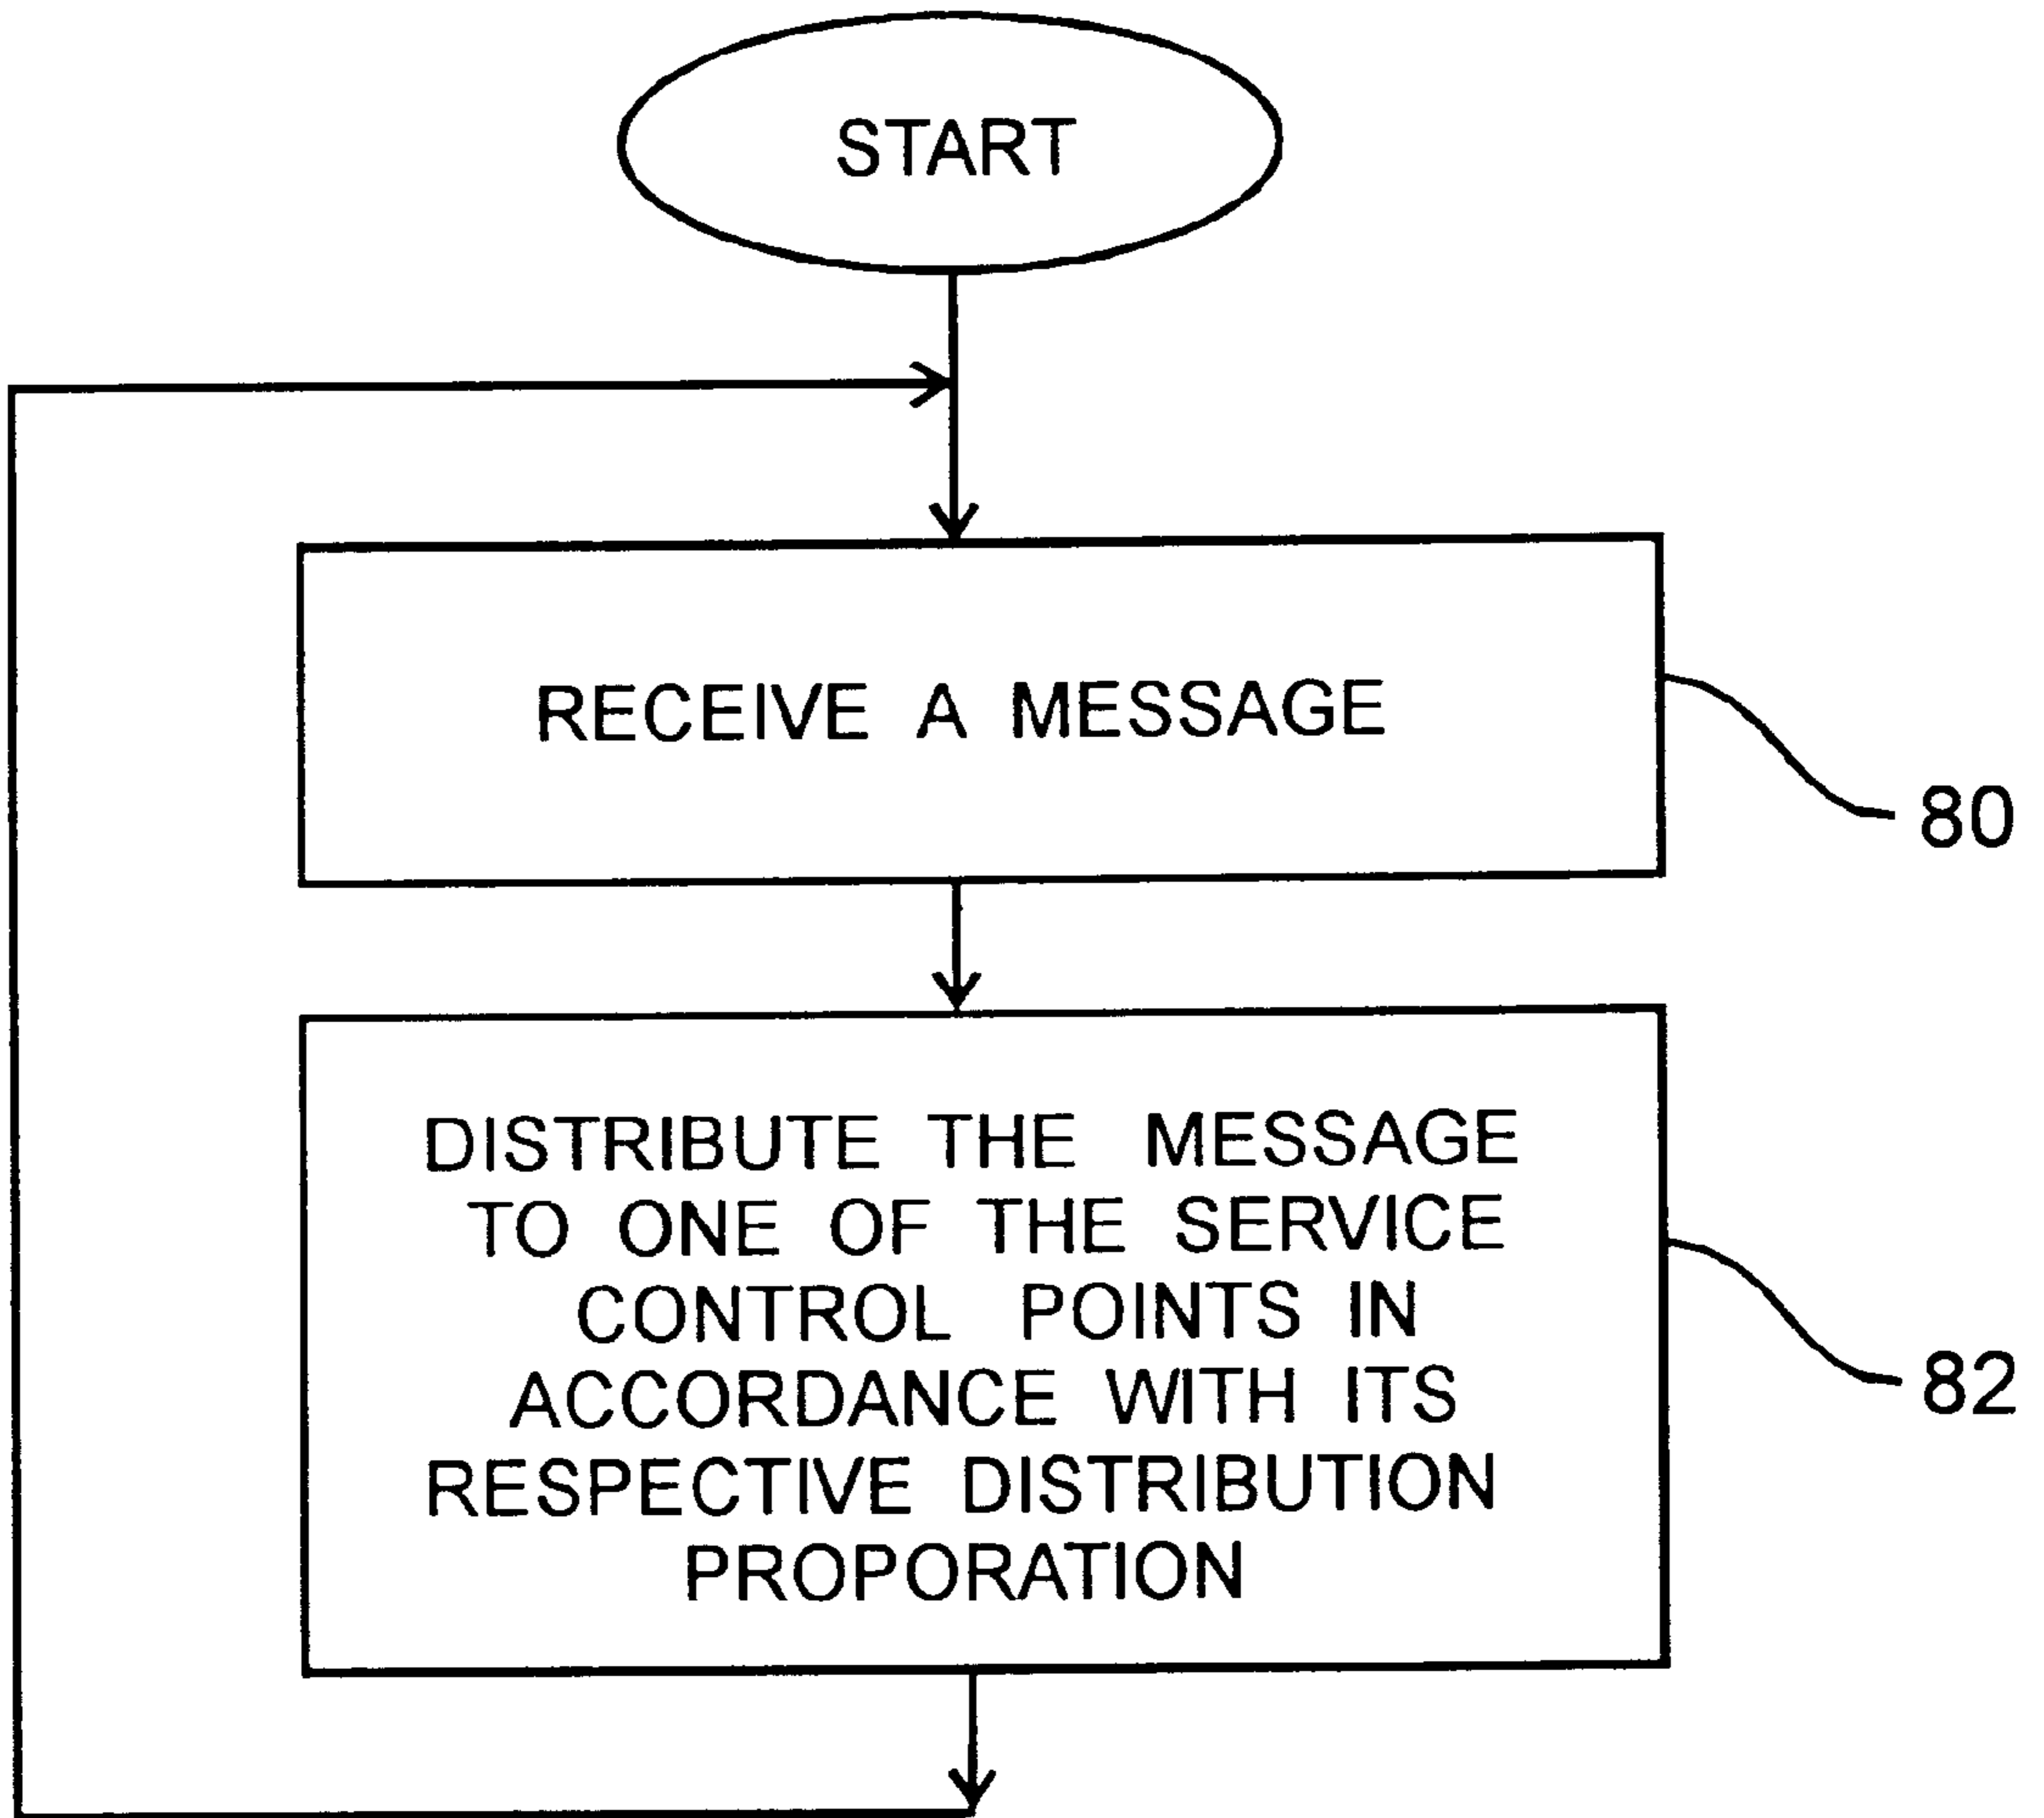 START
RECEIVE A MESSAGE
80
DISTRIBUTE THE MESSAGE
TO ONE OF THE SERVICE
CONTROL POINTS IN
ACCORDANCE WITH ITS
RESPECTIVE DISTRIBUTION
PROPORATION
82